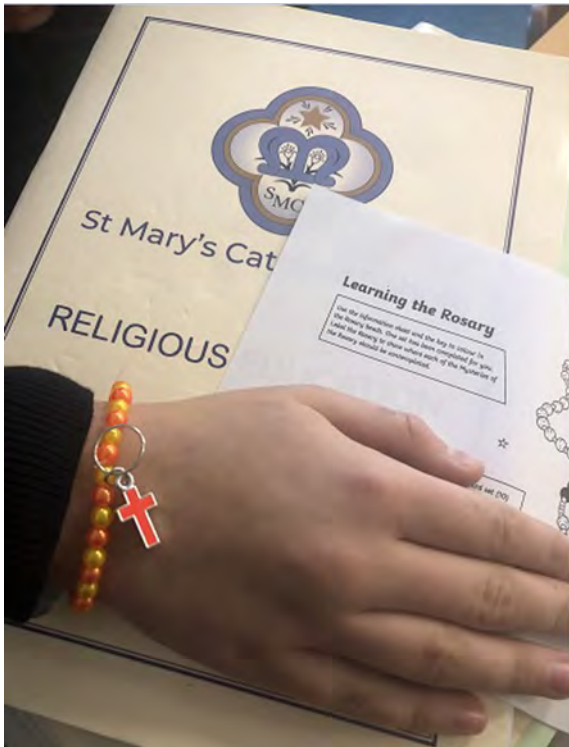 SMC
St Mary's Cat
RELIGIOUS
Learning the Rosary
Use the information sheet and the key to colour in
the Rosary beads. One set has been completed for you.
Label the Rosary to show where each of the Mysteries of
the Rosary should be contemplated.
set (10)